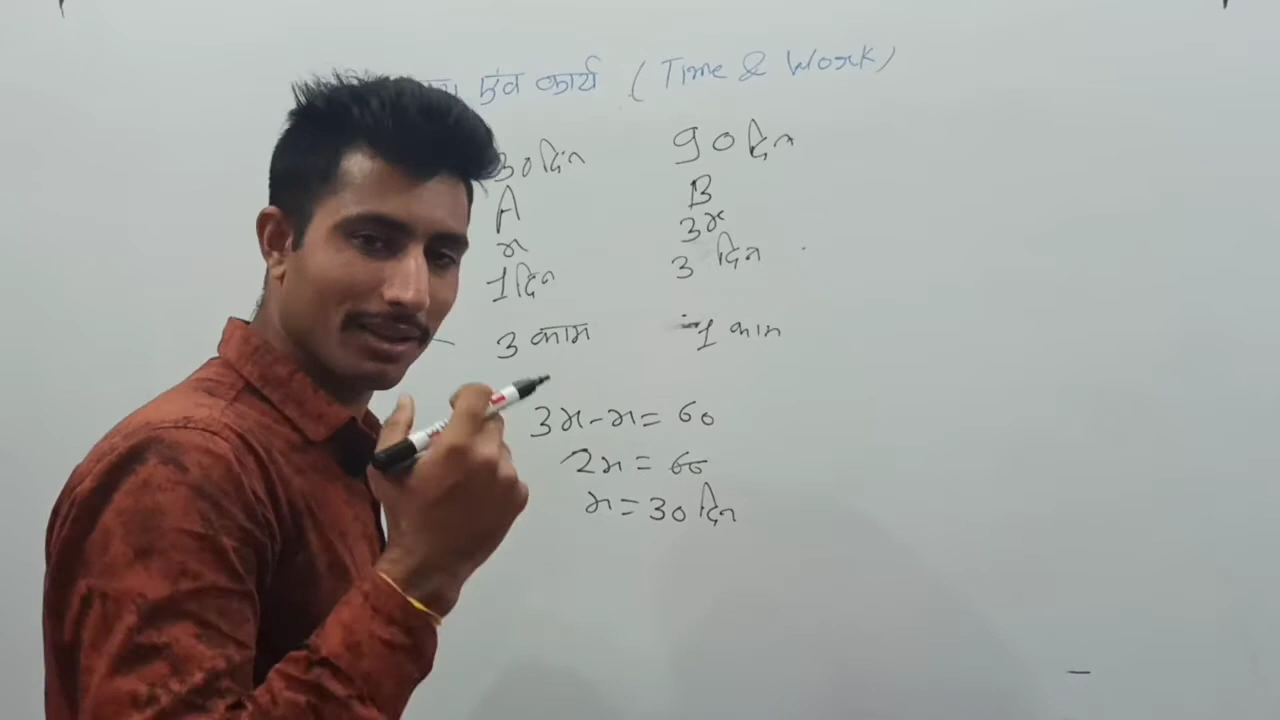 एवं कार्य ( Time & Work )
30 दिन 90 दिन
A B
x 3x
1 दिन 3 दिन
3 काम 1 काम
3x-x= 60
2x = 60
x = 30 दिन